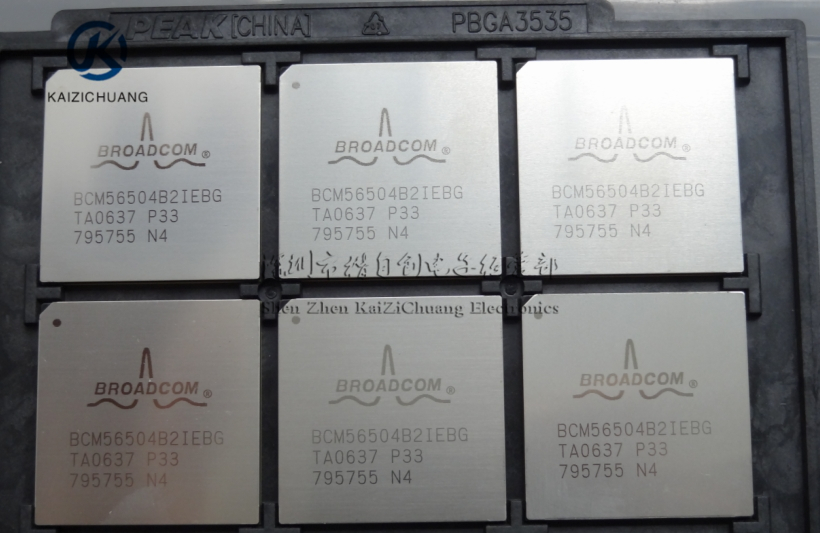 PEAK [CHINA] PBGA3535
KAIZICHUANG
BROADCOM®
BCM56504B2IEBG
TA0637 P33
795755 N4
BROADCOM®
BCM56504B2IEBG
TA0637 P33
795755 N4
BROADCOM®
BCM56504B2IEBG
TA0637 P33
795755 N4
Shen Zhen KaiZiChuang Electronics
BROADCOM®
BCM56504B2IEBG
TA0637 P33
795755 N4
BROADCOM®
BCM56504B2IEBG
TA0637 P33
795755 N4
BROADCOM®
BCM56504B2IEBG
TA0637 P33
795755 N4